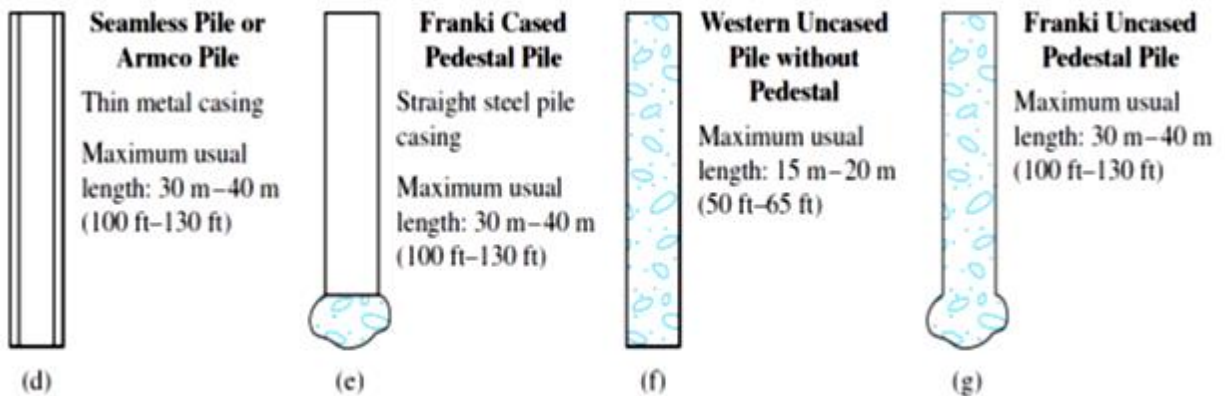 Seamless Pile or
Armco Pile
Thin metal casing
Maximum usual
length: 30 m–40 m
(100 ft–130 ft)
(d)
Franki Cased
Pedestal Pile
Straight steel pile
casing
Maximum usual
length: 30 m–40 m
(100 ft–130 ft)
(e)
Western Uncased
Pile without
Pedestal
Maximum usual
length: 15 m–20 m
(50 ft–65 ft)
(f)
Franki Uncased
Pedestal Pile
Maximum usual
length: 30 m–40 m
(100 ft–130 ft)
(g)